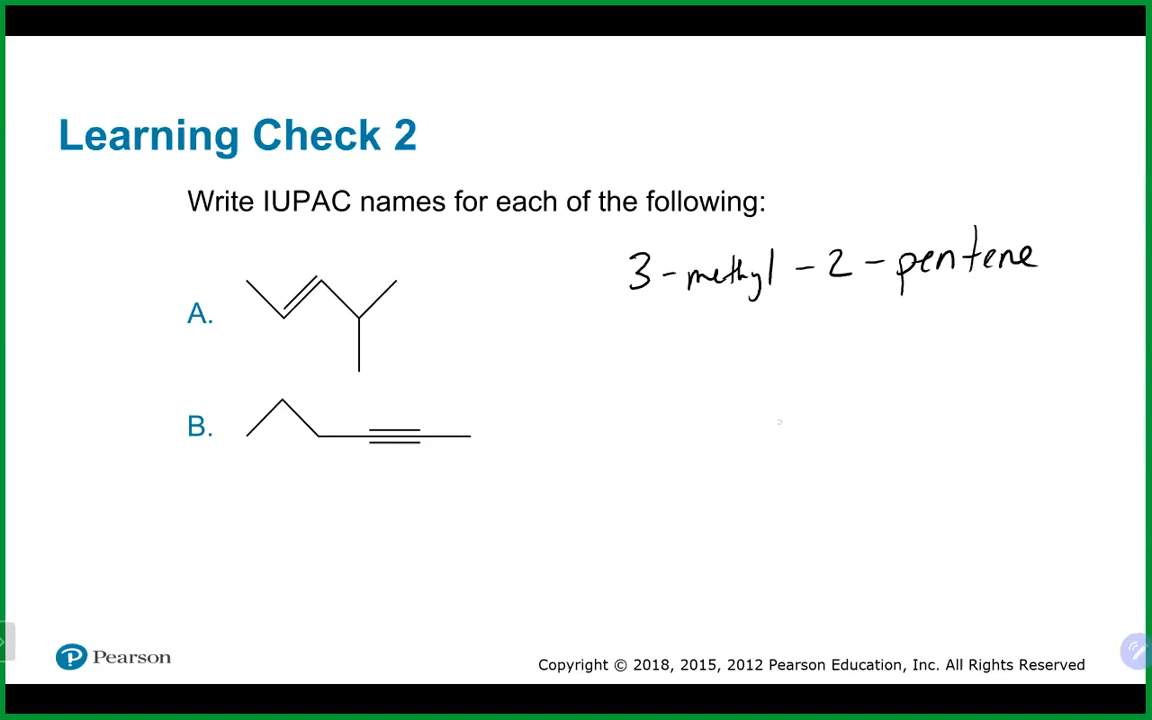 Learning Check 2
Write IUPAC names for each of the following:
3-methyl-2-pentene
A.
B.
Pearson
Copyright © 2018, 2015, 2012 Pearson Education, Inc. All Rights Reserved